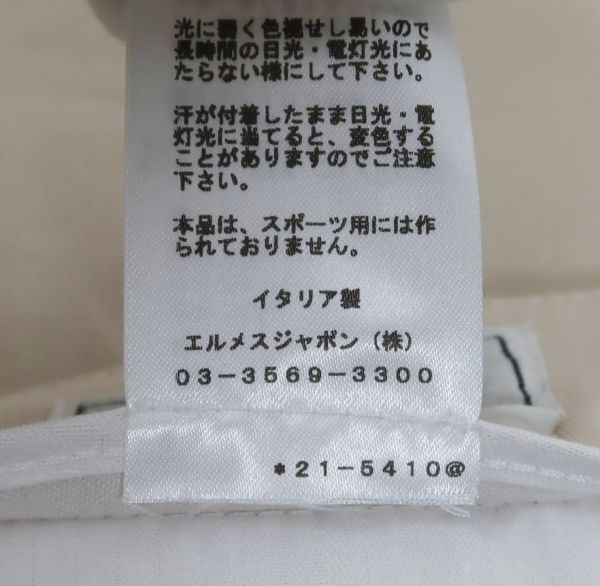 光に弱く色褪せし易いので
長時間の日光・電灯光にあ
たらない様にして下さい。
汗が付着したまま日光・電
灯光に当てると、変色する
ことがありますのでご注意
下さい。
本品は、スポーツ用には作
られておりません。
イタリア製
エルメスジャポン（株）
03-3569-3300
*21-5410@